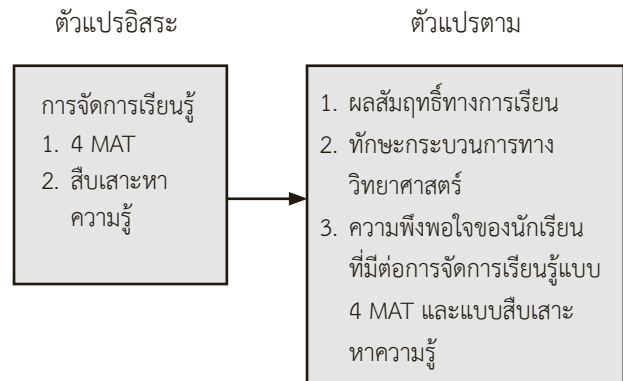 ตัวแปรอิสระ
ตัวแปรตาม
การจัดการเรียนรู้
1. 4 MAT
2. สืบเสาะหา
ความรู้
1. ผลสัมฤทธิ์ทางการเรียน
2. ทักษะกระบวนการทาง
วิทยาศาสตร์
3. ความพึงพอใจของนักเรียน
ที่มีต่อการจัดการเรียนรู้แบบ
4 MAT และแบบสืบเสาะ
หาความรู้